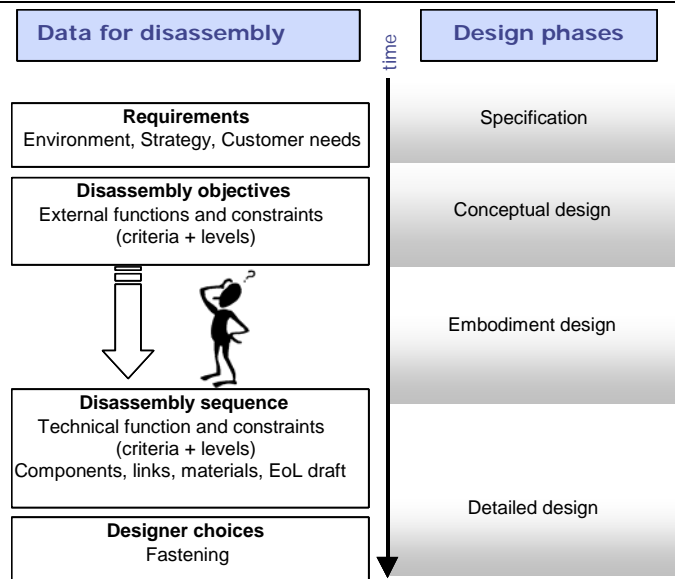 Data for disassembly
time
Design phases
Requirements
Environment, Strategy, Customer needs
Specification
Disassembly objectives
External functions and constraints
(criteria + levels)
Conceptual design
?
Embodiment design
Disassembly sequence
Technical function and constraints
(criteria + levels)
Components, links, materials, EoL draft
Detailed design
Designer choices
Fastening